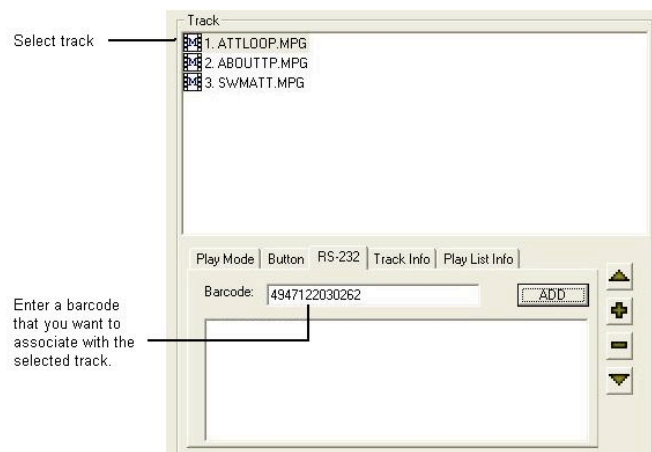 Track
Select track
1. ATTLOOP.MPG
2. ABOUTTP.MPG
3. SWMATT.MPG
Play Mode Button RS-232 Track Info Play List Info
Barcode: 4947122030262 ADD
Enter a barcode
that you want to
associate with the
selected track.